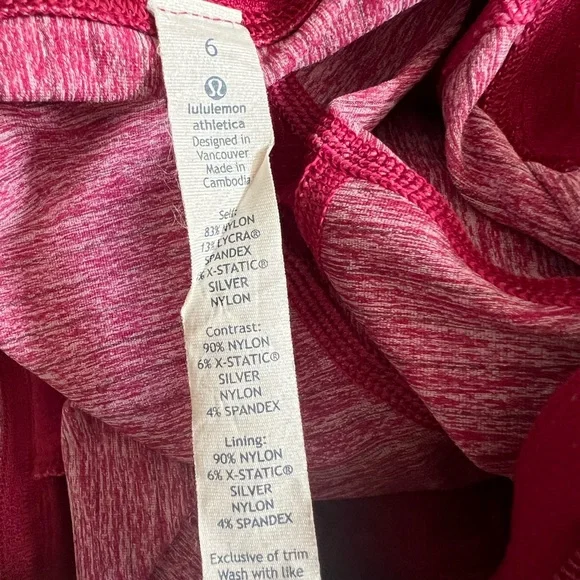 6
lululemon
athletica
Designed in
Vancouver
Made in
Cambodia
Self:
83% NYLON
13% LYCRA®
SPANDEX
% X-STATIC®
SILVER
NYLON
Contrast:
90% NYLON
6% X-STATIC®
SILVER
NYLON
4% SPANDEX
Lining:
90% NYLON
6% X-STATIC®
SILVER
NYLON
4% SPANDEX
Exclusive of trim
Wash with like